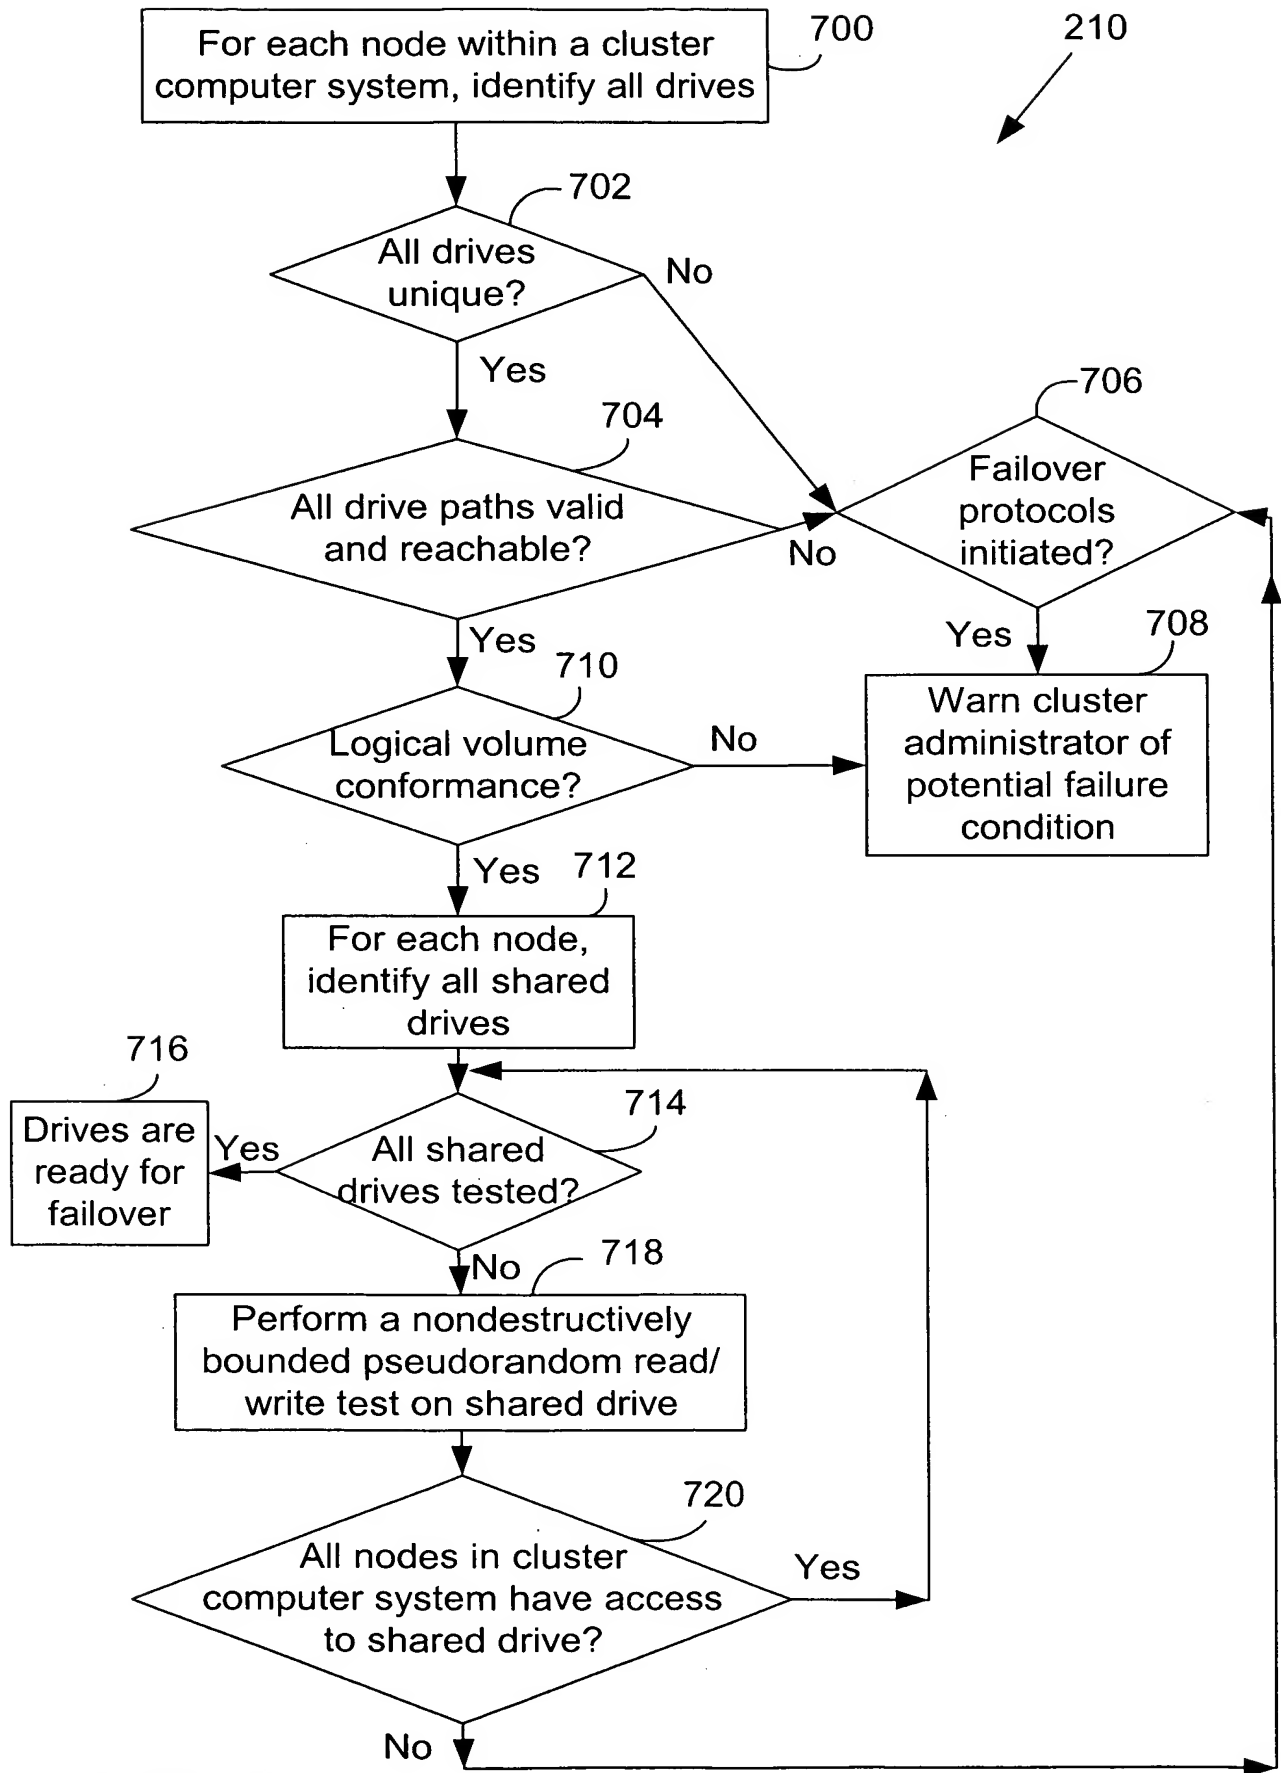 For each node within a cluster
computer system, identify all drives
700
210
702
All drives
unique?
No
Yes
704
All drive paths valid
and reachable?
No
706
Failover
protocols
initiated?
Yes
Yes
708
Warn cluster
administrator of
potential failure
condition
710
Logical volume
conformance?
No
Yes
712
For each node,
identify all shared
drives
716
Drives are
ready for
failover
Yes
714
All shared
drives tested?
No
718
Perform a nondestructively
bounded pseudorandom read/
write test on shared drive
720
All nodes in cluster
computer system have access
to shared drive?
Yes
No